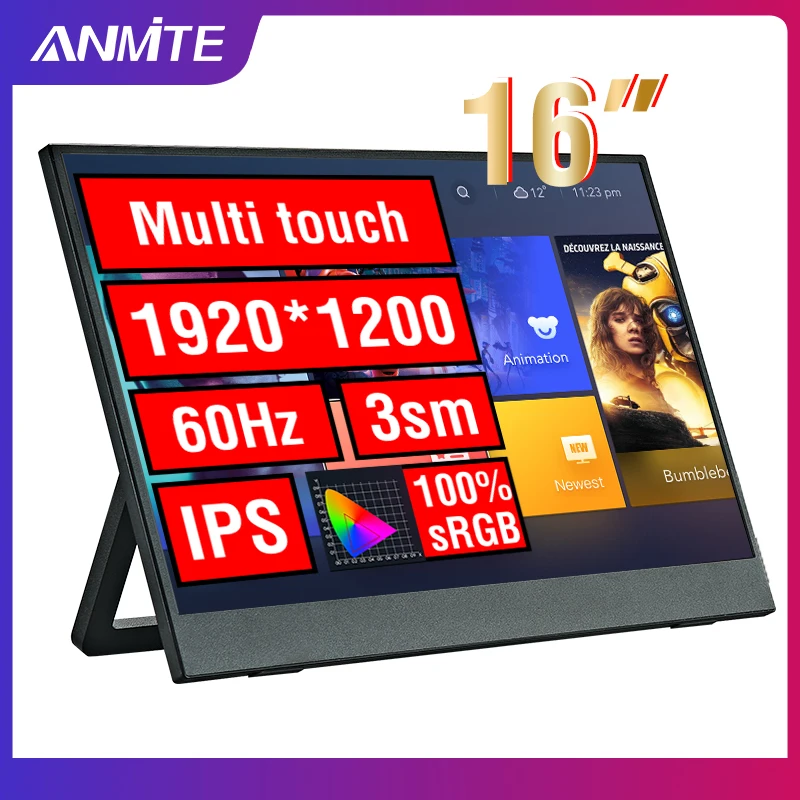 ANMITE
16"
12° 11:23 pm
Multi touch
DÉCOUVREZ LA NAISSANCE
1920*1200
Animation
60Hz
3sm
NEW
Newest
Bumbleb
IPS
100%
sRGB